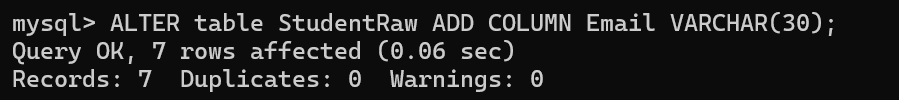 mysql> ALTER table StudentRaw ADD COLUMN Email VARCHAR(30);
Query OK, 7 rows affected (0.06 sec)
Records: 7  Duplicates: 0  Warnings: 0